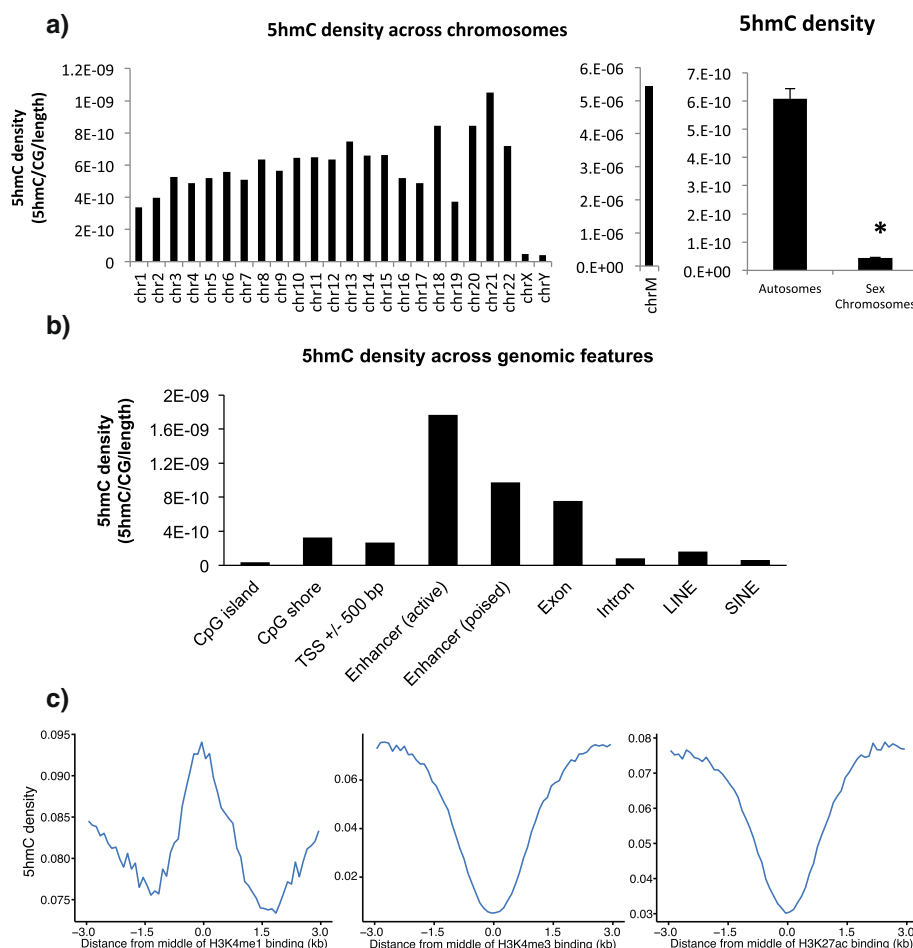 a)
5hmC density across chromosomes
5hmC density
5hmC density
(5hmC/CG/length)
1.2E-09
1E-09
8E-10
6E-10
4E-10
2E-10
0
chr1
chr2
chr3
chr4
chr5
chr6
chr7
chr8
chr9
chr10
chr11
chr12
chr13
chr14
chr15
chr16
chr17
chr18
chr19
chr20
chr21
chr22
chrX
chrY
6.E-06
5.E-06
4.E-06
3.E-06
2.E-06
1.E-06
0.E+00
chrM
7.E-10
6.E-10
5.E-10
4.E-10
3.E-10
2.E-10
1.E-10
0.E+00
*
Autosomes
Sex
Chromosomes
b)
5hmC density across genomic features
5hmC density
(5hmC/CG/length)
2E-09
1.6E-09
1.2E-09
8E-10
4E-10
0
CpG island
CpG shore
TSS +/- 500 bp
Enhancer (active)
Enhancer (poised)
Exon
Intron
LINE
SINE
c)
5hmC density
0.095
0.090
0.085
0.080
0.075
−3.0 −1.5 0.0 1.5 3.0
Distance from middle of H3K4me1 binding (kb)
0.06
0.04
0.02
−3.0 −1.5 0.0 1.5 3.0
Distance from middle of H3K4me3 binding (kb)
0.08
0.07
0.06
0.05
0.04
0.03
−3.0 −1.5 0.0 1.5 3.0
Distance from middle of H3K27ac binding (kb)